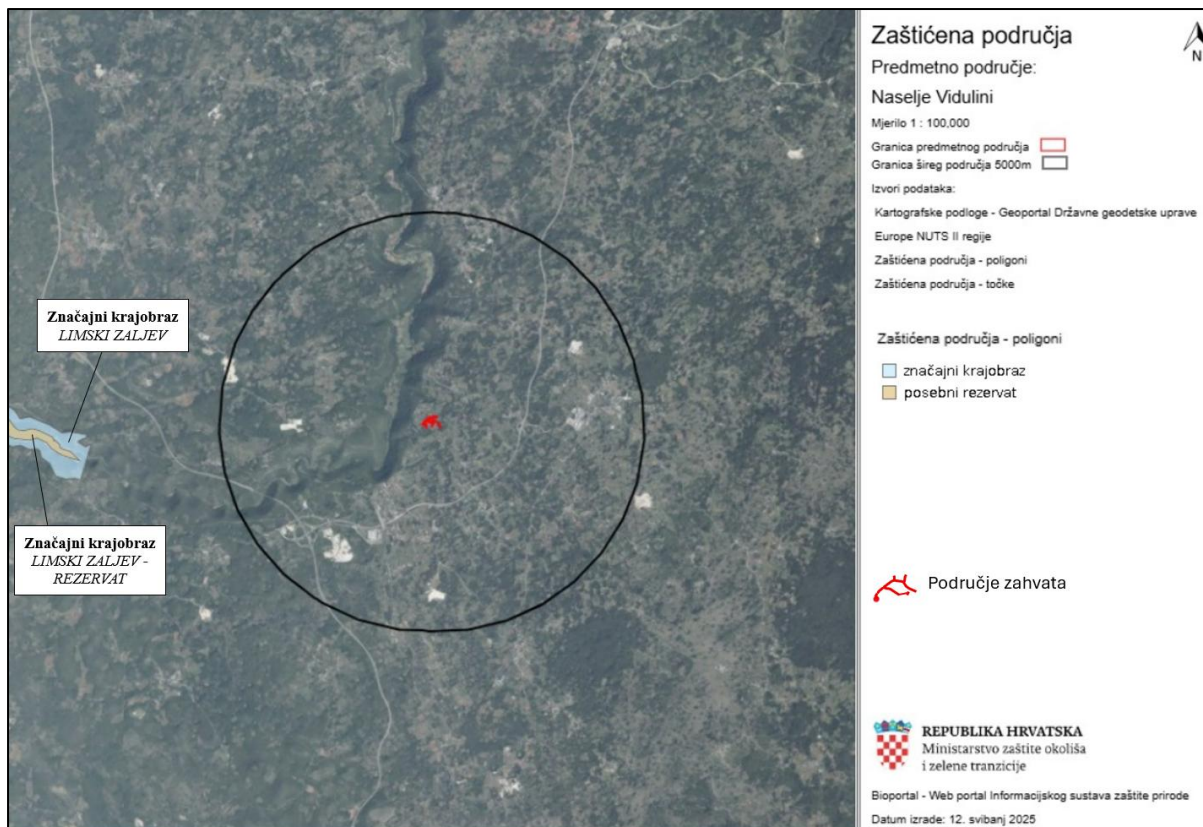 Značajni krajobraz
LIMSKI ZALJEV
Značajni krajobraz
LIMSKI ZALJEV -
REZERVAT
Zaštićena područja
N
Predmetno područje:
Naselje Vidulini
Mjerilo 1 : 100,000
Granica predmetnog područja
Granica šireg područja 5000m
Izvori podataka:
Kartografske podloge - Geoportal Državne geodetske uprave
Europe NUTS II regije
Zaštićena područja - poligoni
Zaštićena područja - točke
Zaštićena područja - poligoni
značajni krajobraz
posebni rezervat
Područje zahvata
REPUBLIKA HRVATSKA
Ministarstvo zaštite okoliša
i zelene tranzicije
Bioportal - Web portal Informacijskog sustava zaštite prirode
Datum izrade: 12. svibanj 2025